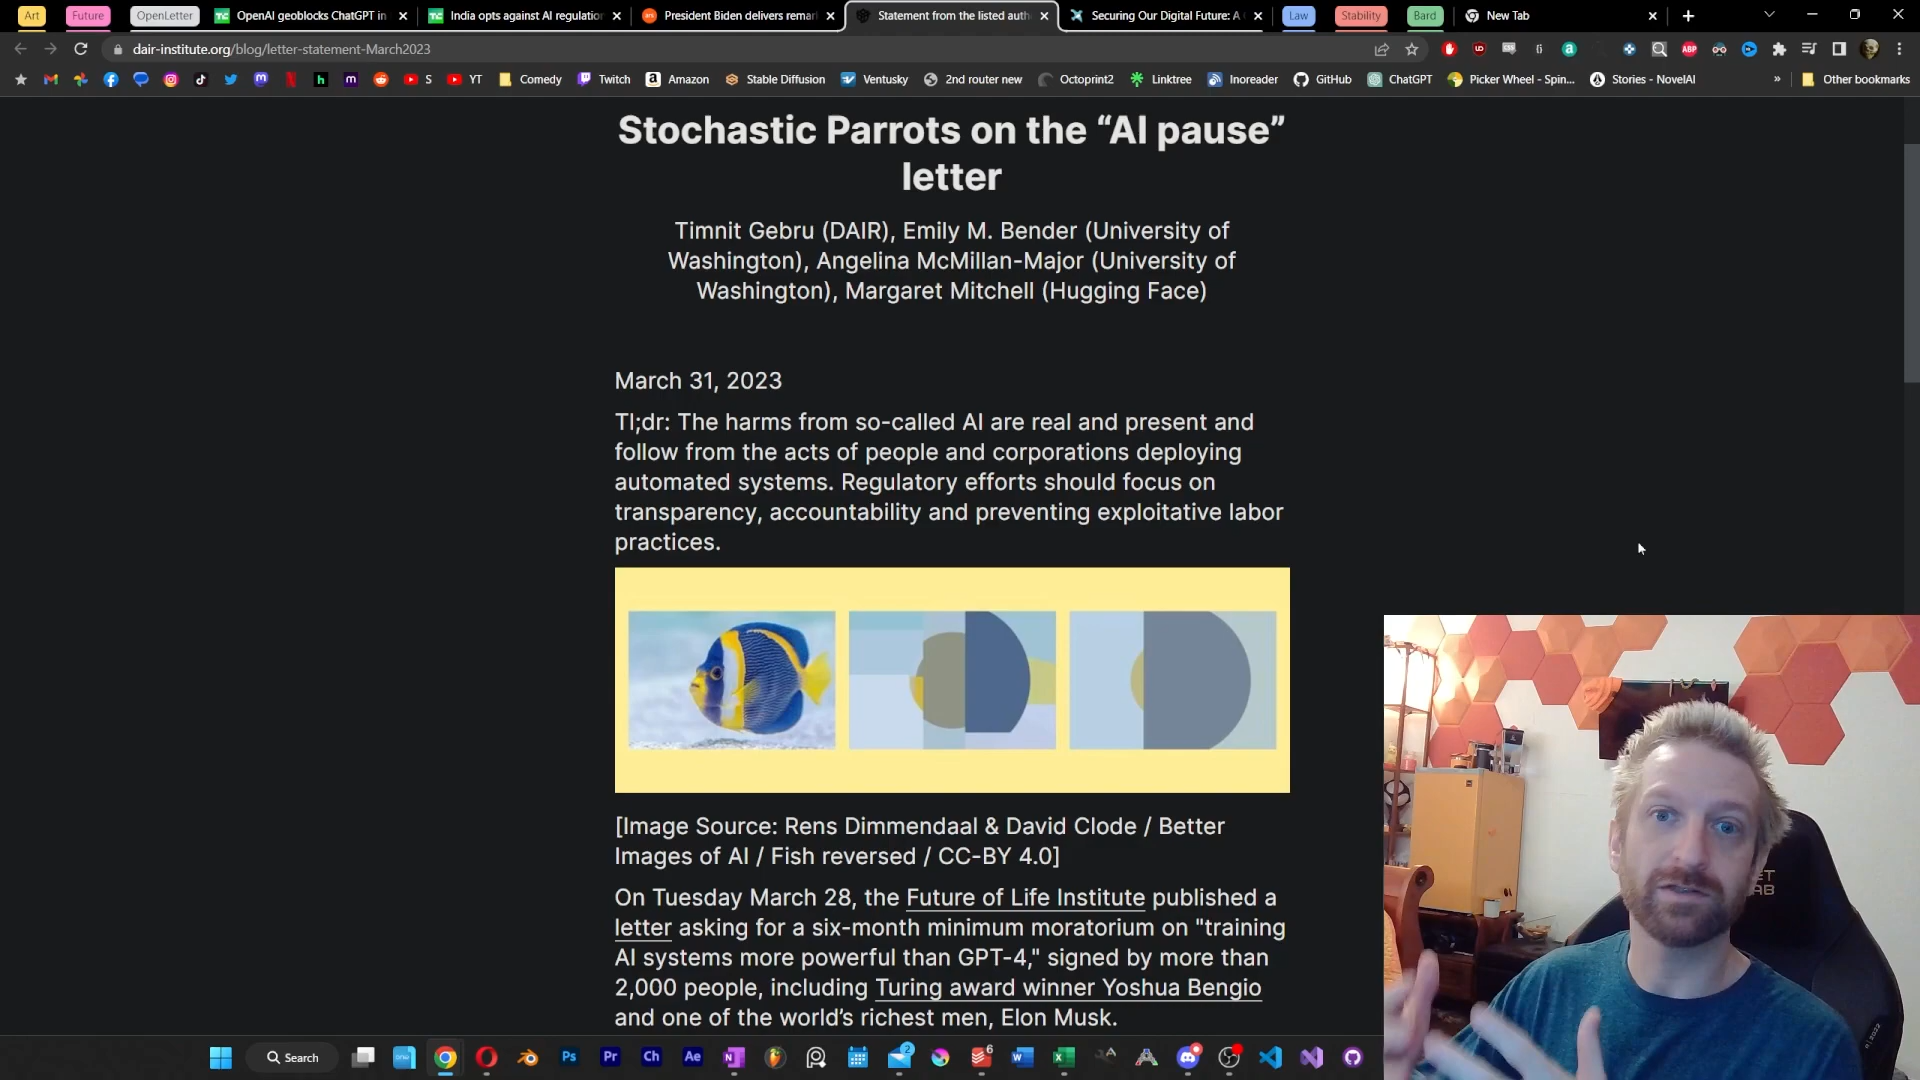 Art
Future
OpenLetter
OpenAI geoblocks ChatGPT in
India opts against AI regulation
President Biden delivers remar
Statement from the listed auth
Securing Our Digital Future: A
Law
Stability
Bard
New Tab
dair-institute.org/blog/letter-statement-March2023
S
YT
Comedy
Twitch
Amazon
Stable Diffusion
Ventusky
2nd router new
Octoprint2
Linktree
Inoreader
GitHub
ChatGPT
Picker Wheel - Spin...
Stories - NovelAI
»
Other bookmarks
Stochastic Parrots on the “AI pause”
letter
Timnit Gebru (DAIR), Emily M. Bender (University of
Washington), Angelina McMillan-Major (University of
Washington), Margaret Mitchell (Hugging Face)
March 31, 2023
Tl;dr: The harms from so-called AI are real and present and
follow from the acts of people and corporations deploying
automated systems. Regulatory efforts should focus on
transparency, accountability and preventing exploitative labor
practices.
[Image Source: Rens Dimmendaal & David Clode / Better
Images of AI / Fish reversed / CC-BY 4.0]
On Tuesday March 28, the Future of Life Institute published a
letter asking for a six-month minimum moratorium on "training
AI systems more powerful than GPT-4," signed by more than
2,000 people, including Turing award winner Yoshua Bengio
and one of the world’s richest men, Elon Musk.
Search